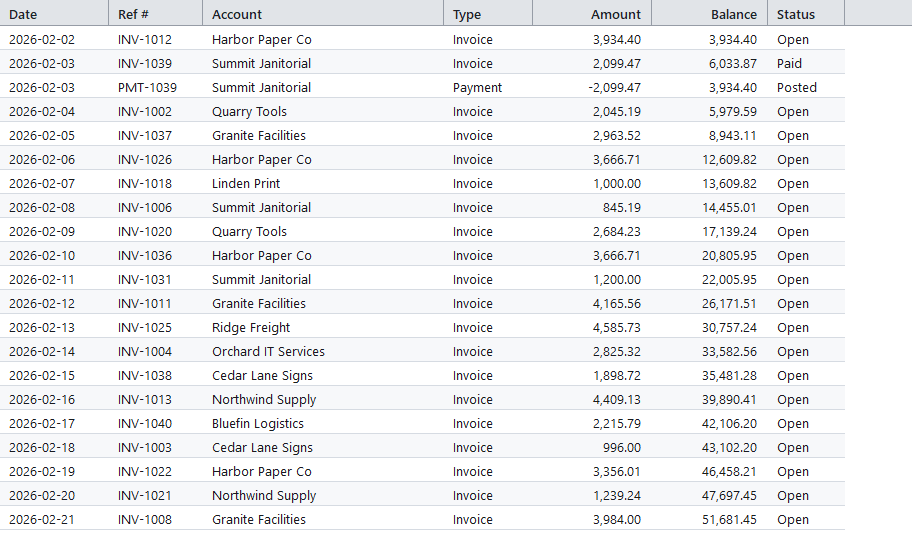 Date Ref # Account Type Amount Balance Status
2026-02-02 INV-1012 Harbor Paper Co Invoice 3,934.40 3,934.40 Open
2026-02-03 INV-1039 Summit Janitorial Invoice 2,099.47 6,033.87 Paid
2026-02-03 PMT-1039 Summit Janitorial Payment -2,099.47 3,934.40 Posted
2026-02-04 INV-1002 Quarry Tools Invoice 2,045.19 5,979.59 Open
2026-02-05 INV-1037 Granite Facilities Invoice 2,963.52 8,943.11 Open
2026-02-06 INV-1026 Harbor Paper Co Invoice 3,666.71 12,609.82 Open
2026-02-07 INV-1018 Linden Print Invoice 1,000.00 13,609.82 Open
2026-02-08 INV-1006 Summit Janitorial Invoice 845.19 14,455.01 Open
2026-02-09 INV-1020 Quarry Tools Invoice 2,684.23 17,139.24 Open
2026-02-10 INV-1036 Harbor Paper Co Invoice 3,666.71 20,805.95 Open
2026-02-11 INV-1031 Summit Janitorial Invoice 1,200.00 22,005.95 Open
2026-02-12 INV-1011 Granite Facilities Invoice 4,165.56 26,171.51 Open
2026-02-13 INV-1025 Ridge Freight Invoice 4,585.73 30,757.24 Open
2026-02-14 INV-1004 Orchard IT Services Invoice 2,825.32 33,582.56 Open
2026-02-15 INV-1038 Cedar Lane Signs Invoice 1,898.72 35,481.28 Open
2026-02-16 INV-1013 Northwind Supply Invoice 4,409.13 39,890.41 Open
2026-02-17 INV-1040 Bluefin Logistics Invoice 2,215.79 42,106.20 Open
2026-02-18 INV-1003 Cedar Lane Signs Invoice 996.00 43,102.20 Open
2026-02-19 INV-1022 Harbor Paper Co Invoice 3,356.01 46,458.21 Open
2026-02-20 INV-1021 Northwind Supply Invoice 1,239.24 47,697.45 Open
2026-02-21 INV-1008 Granite Facilities Invoice 3,984.00 51,681.45 Open